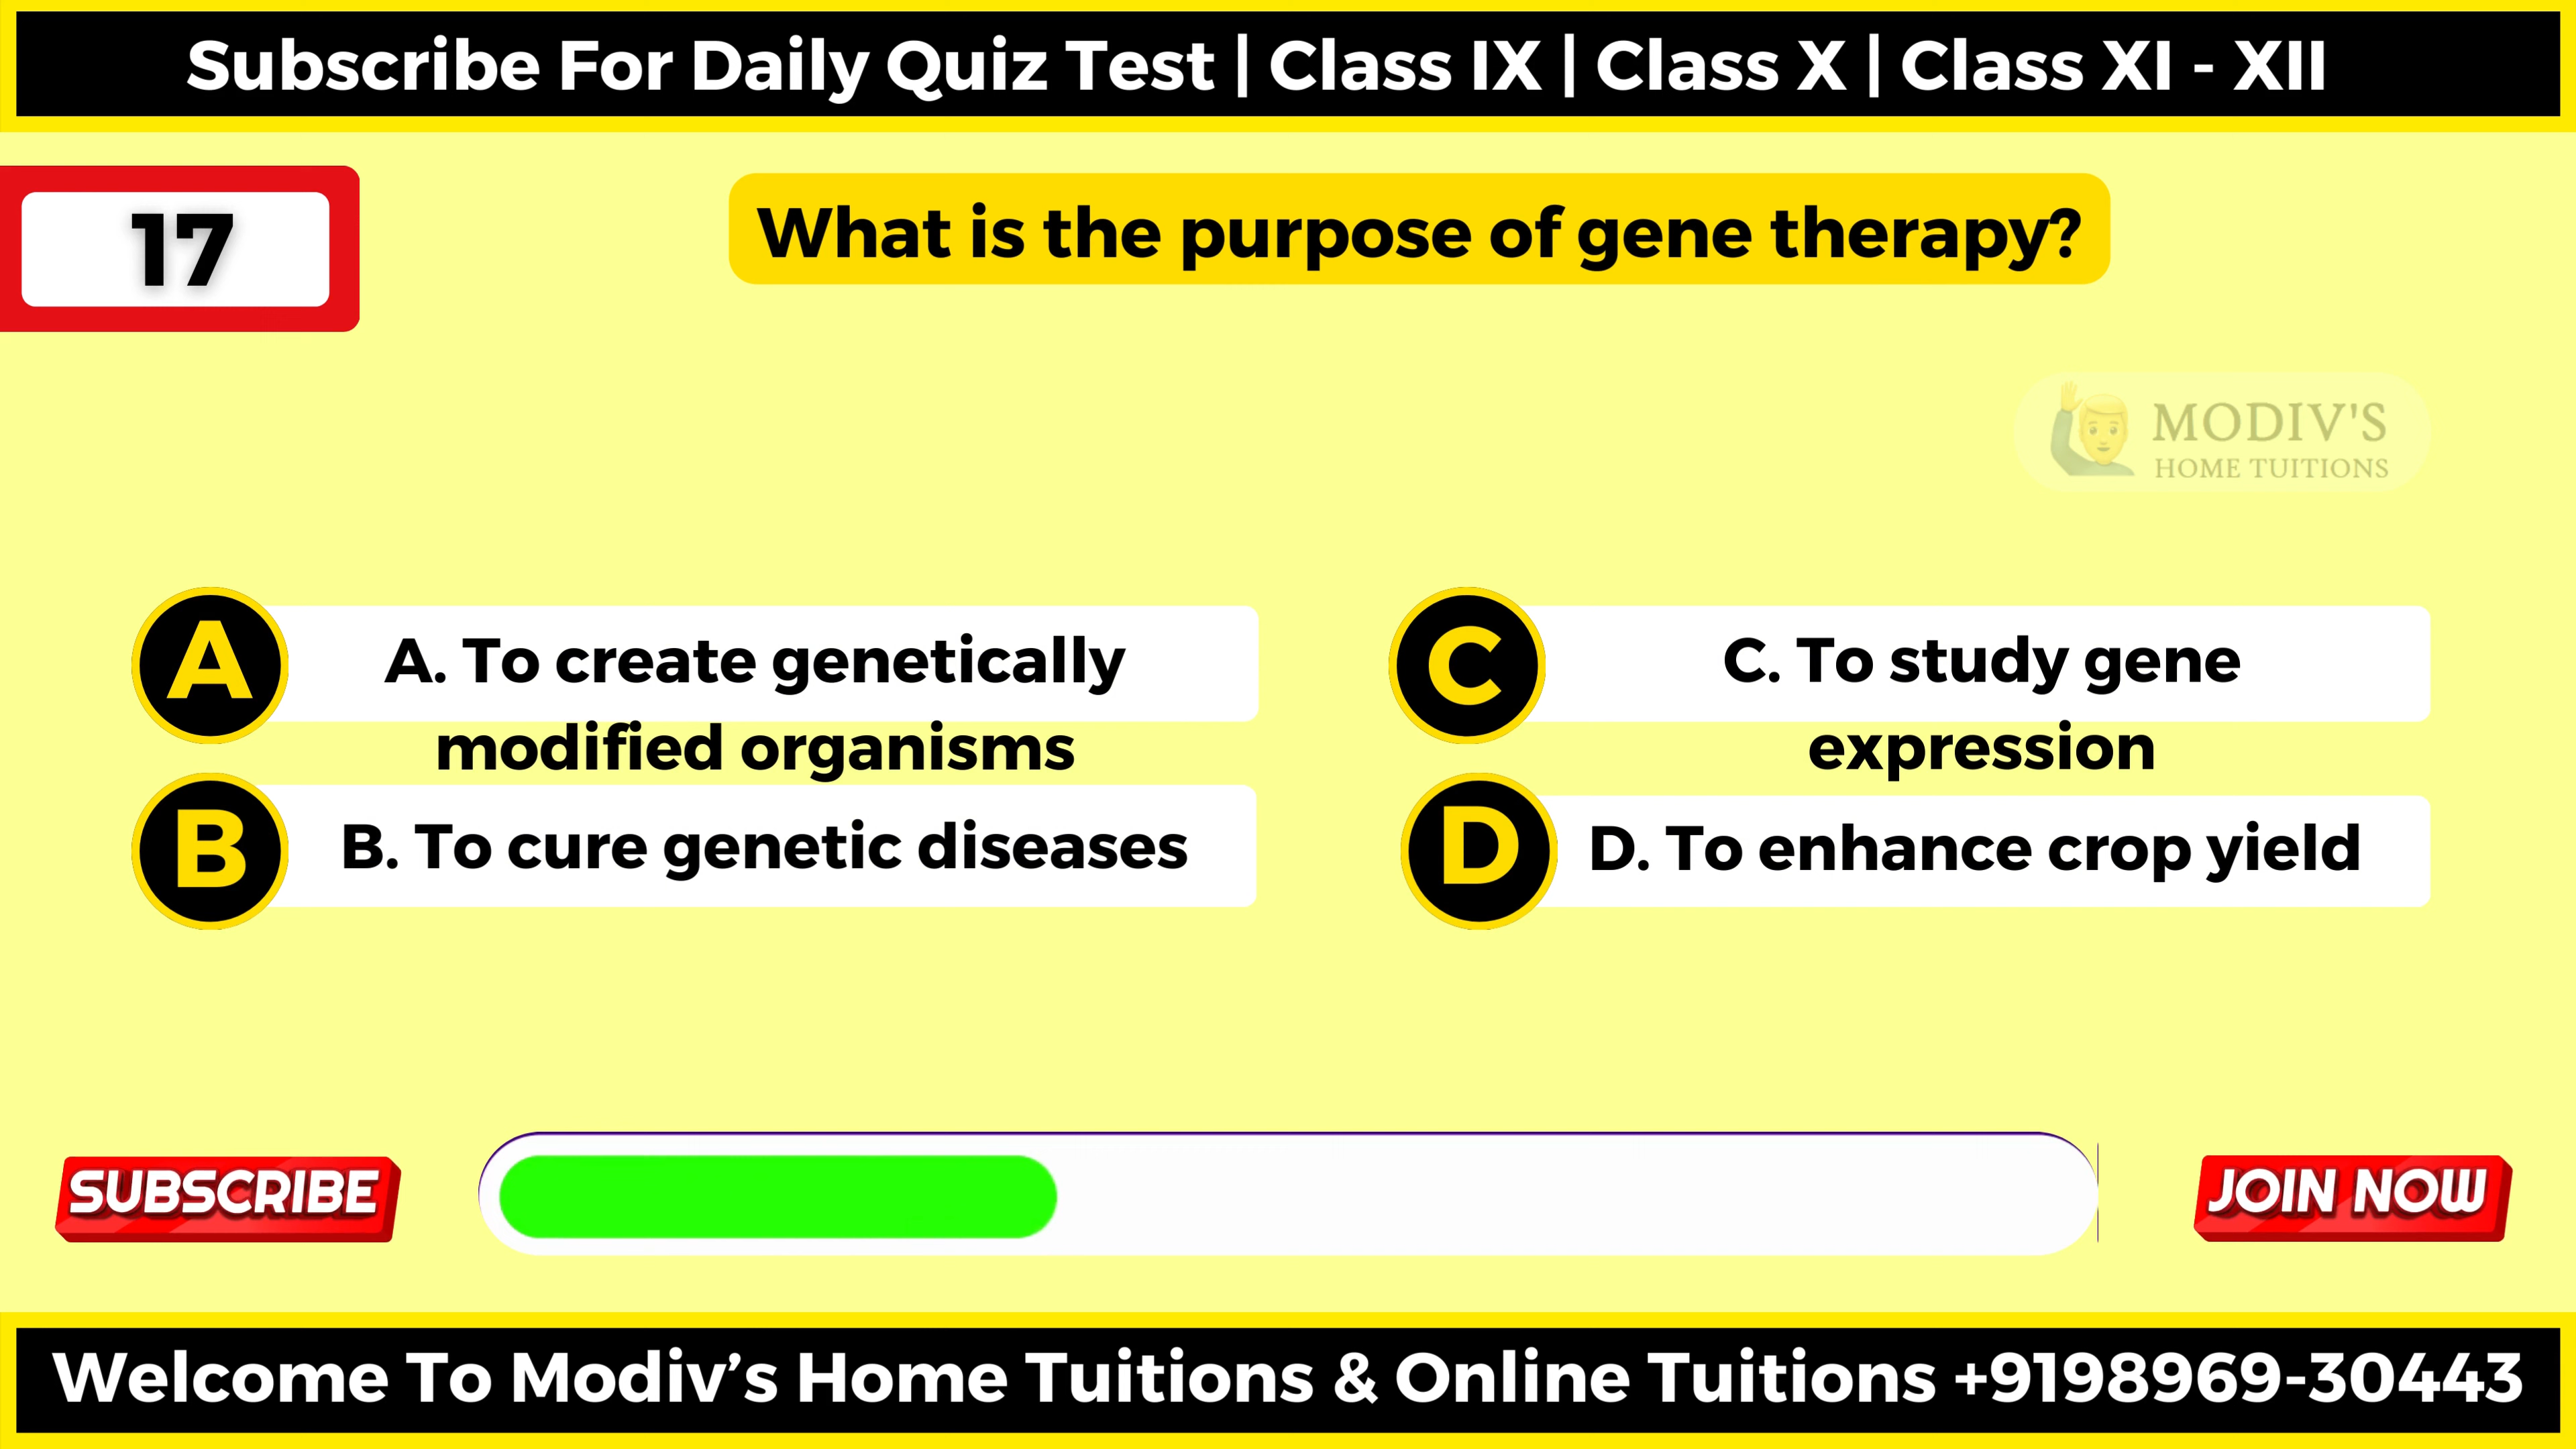 Subscribe For Daily Quiz Test | Class IX | Class X | Class XI - XII
17
What is the purpose of gene therapy?
MODIV'S
HOME TUITIONS
A
A. To create genetically
modified organisms
B
B. To cure genetic diseases
C
C. To study gene
expression
D
D. To enhance crop yield
SUBSCRIBE
JOIN NOW
Welcome To Modiv’s Home Tuitions & Online Tuitions +9198969-30443